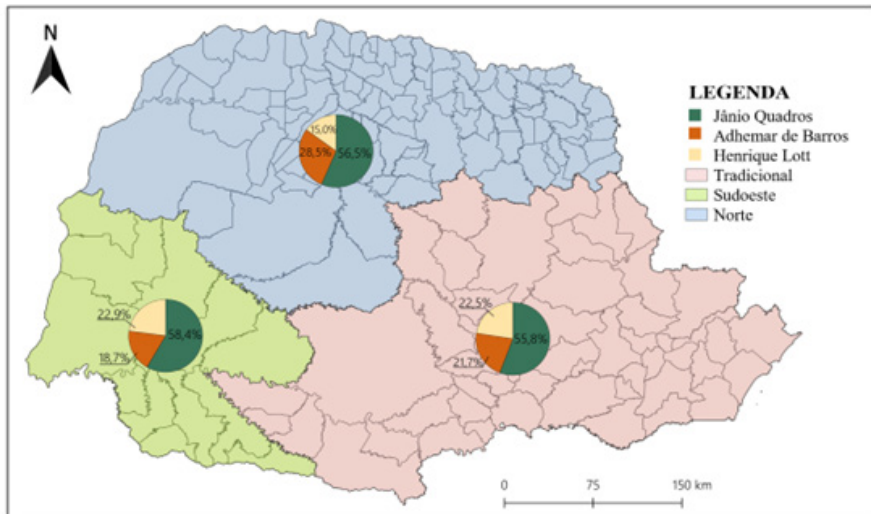 N
LEGENDA
Jânio Quadros
Adhemar de Barros
Henrique Lott
Tradicional
Sudoeste
Norte
15,0%
28,5%
56,5%
22,9%
58,4%
18,7%
22,5%
55,8%
21,7%
0 75 150 km